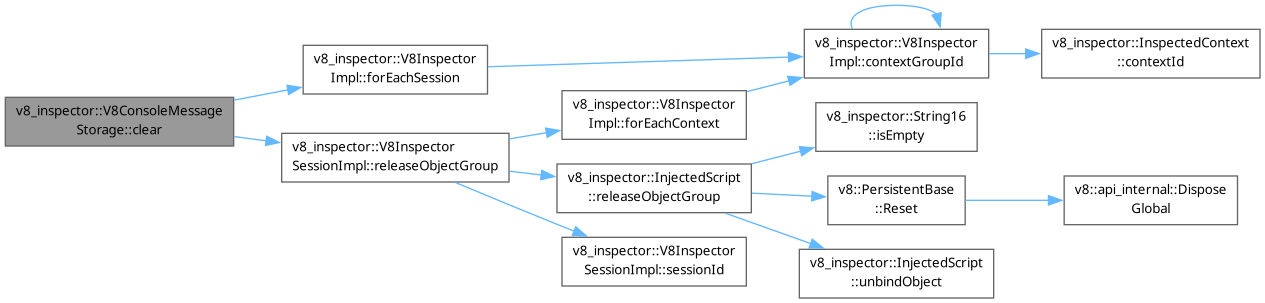 v8_inspector::V8ConsoleMessage
Storage::clear
v8_inspector::V8Inspector
Impl::forEachSession
v8_inspector::V8Inspector
SessionImpl::releaseObjectGroup
v8_inspector::V8Inspector
Impl::forEachContext
v8_inspector::InjectedScript
::releaseObjectGroup
v8_inspector::V8Inspector
SessionImpl::sessionId
v8_inspector::V8Inspector
Impl::contextGroupId
v8_inspector::String16
::isEmpty
v8::PersistentBase
::Reset
v8_inspector::InjectedScript
::unbindObject
v8_inspector::InspectedContext
::contextId
v8::api_internal::Dispose
Global